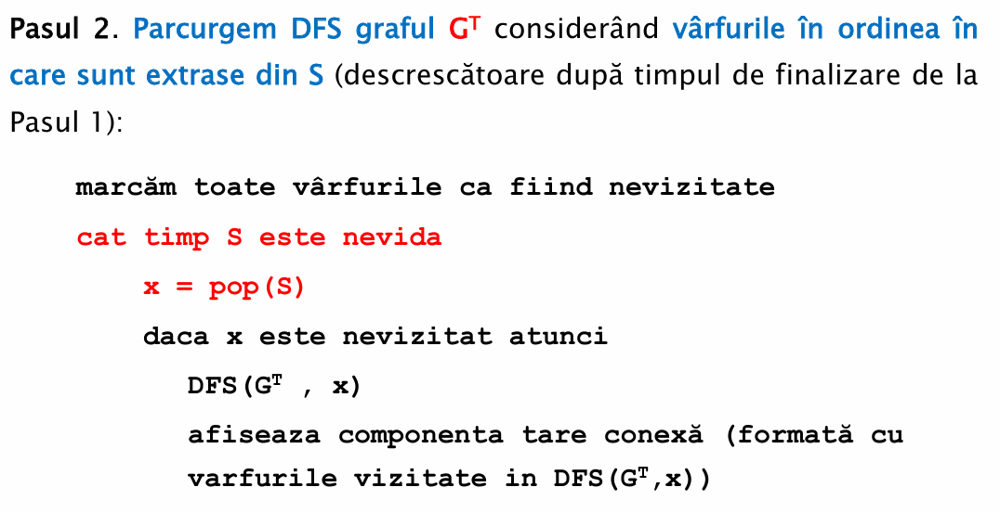 Pasul 2. Parcurgem DFS graful Gᵀ considerând vârfurile în ordinea în
care sunt extrase din S (descrescătoare după timpul de finalizare de la
Pasul 1):
marcăm toate vârfurile ca fiind nevizitate
cat timp S este nevida
x = pop(S)
daca x este nevizitat atunci
DFS(Gᵀ , x)
afiseaza componenta tare conexă (formată cu
varfurile vizitate in DFS(Gᵀ,x))